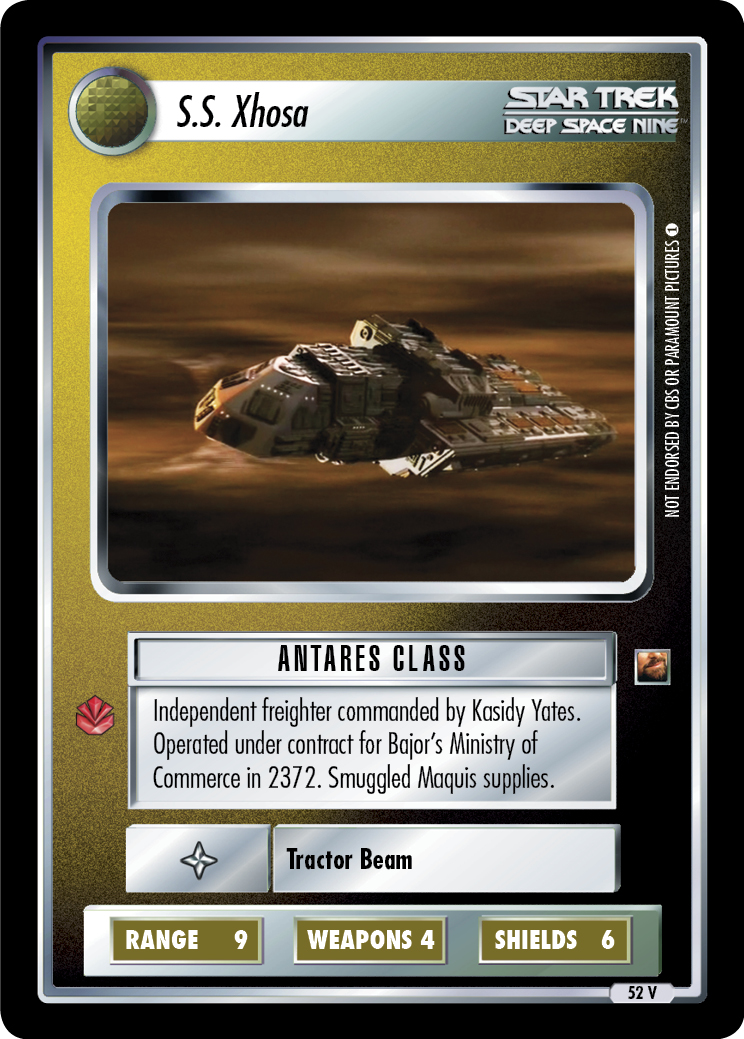 S.S. Xhosa
STAR TREK
DEEP SPACE NINE™
NOT ENDORSED BY CBS OR PARAMOUNT PICTURES 1
ANTARES CLASS
Independent freighter commanded by Kasidy Yates.
Operated under contract for Bajor's Ministry of
Commerce in 2372. Smuggled Maquis supplies.
Tractor Beam
RANGE 9
WEAPONS 4
SHIELDS 6
52 V